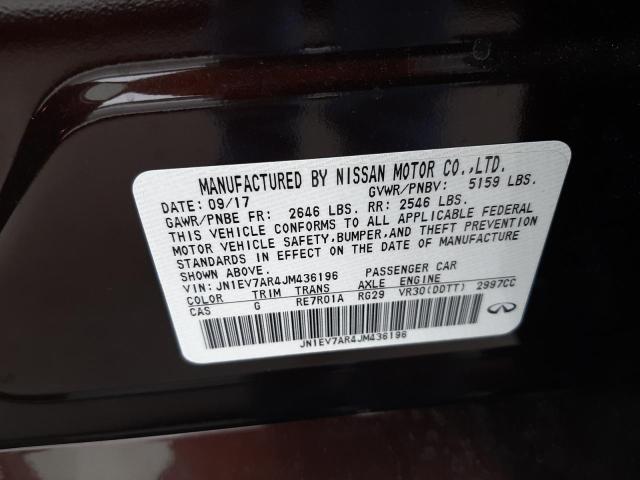 MANUFACTURED BY NISSAN MOTOR CO.,LTD.
DATE: 09/17 GVWR/PNBV: 5159 LBS.
GAWR/PNBE FR: 2646 LBS. RR: 2546 LBS.
THIS VEHICLE CONFORMS TO ALL APPLICABLE FEDERAL
MOTOR VEHICLE SAFETY,BUMPER,AND THEFT PREVENTION
STANDARDS IN EFFECT ON THE DATE OF MANUFACTURE
SHOWN ABOVE.
VIN: JN1EV7AR4JM436196 PASSENGER CAR
COLOR TRIM TRANS AXLE ENGINE
CAS G RE7R01A RG29 VR30(DDTT) 2997CC
JN1EV7AR4JM436196